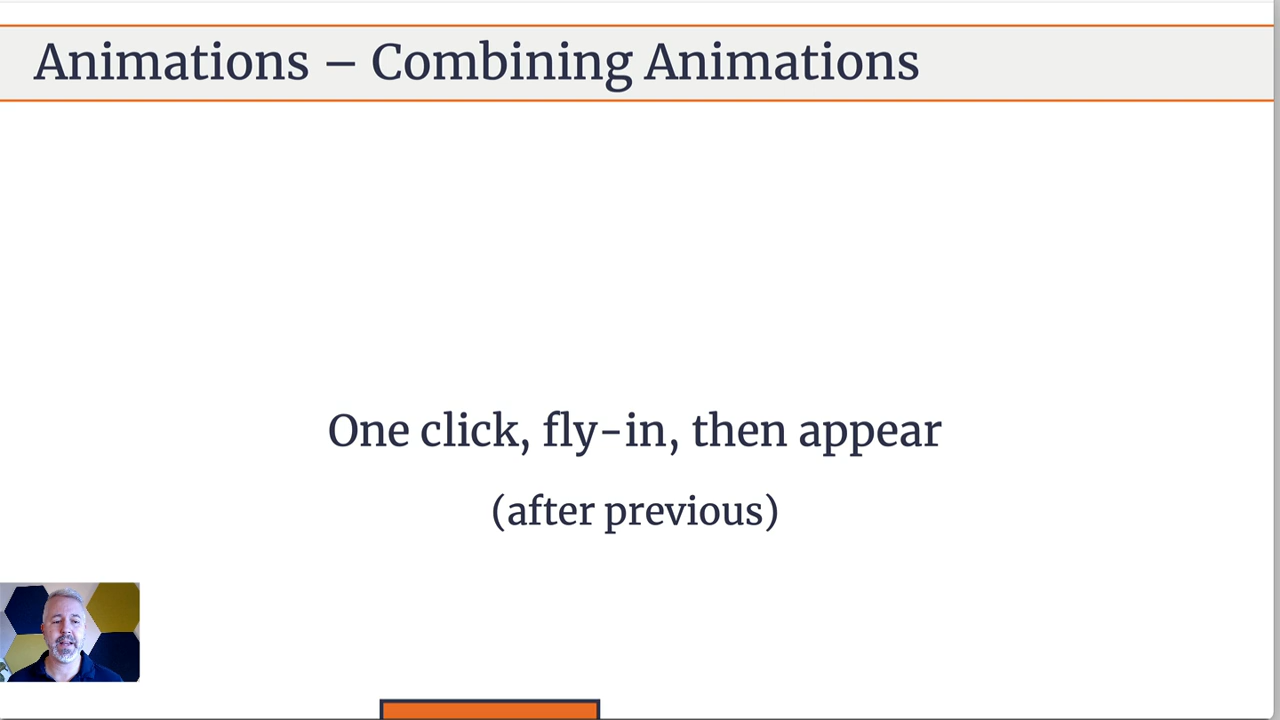 Animations – Combining Animations
One click, fly-in, then appear
(after previous)